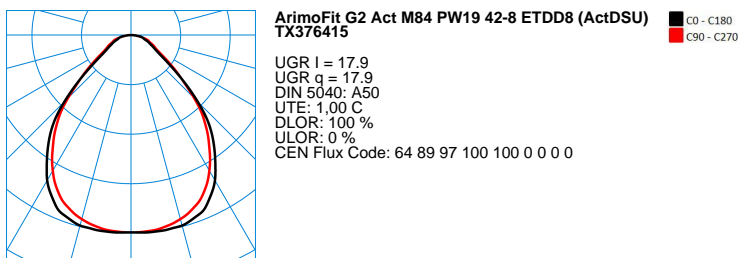 ArimoFit G2 Act M84 PW19 42-8 ETDD8 (ActDSU)
TX376415
UGR l = 17.9
UGR q = 17.9
DIN 5040: A50
UTE: 1,00 C
DLOR: 100 %
ULOR: 0 %
CEN Flux Code: 64 89 97 100 100 0 0 0 0
C0 - C180
C90 - C270